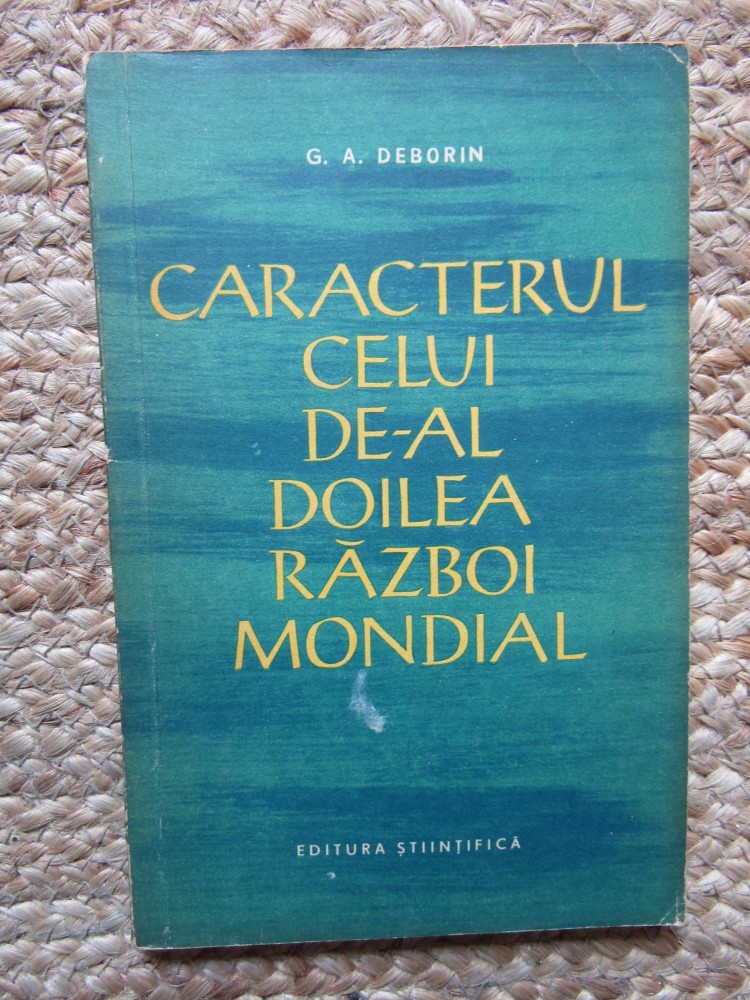 G. A. DEBORIN
CARACTERUL
CELUI
DE-AL
DOILEA
RĂZBOI
MONDIAL
EDITURA ȘTIINȚIFICĂ